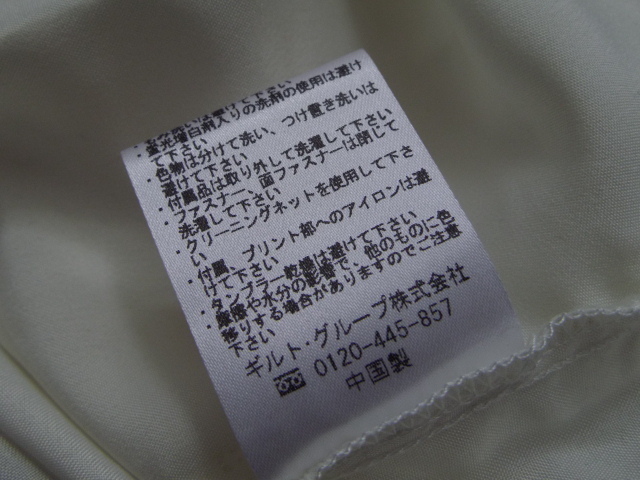 ・蛍光増白剤入りの洗剤の使用は避け
て下さい
・色物は分けて洗い、つけ置き洗いは
避けて下さい
・付属品は取り外して洗濯して下さい
・ファスナー、面ファスナーは閉じて
洗濯して下さい
・クリーニングネットを使用して下さ
い
・付属、プリント部へのアイロンは避
けて下さい
・タンブラー乾燥は避けて下さい
・摩擦や水分の影響で、他のものに色
移りする場合がありますのでご注意
下さい
ギルト・グループ株式会社
0120-445-857
中国製